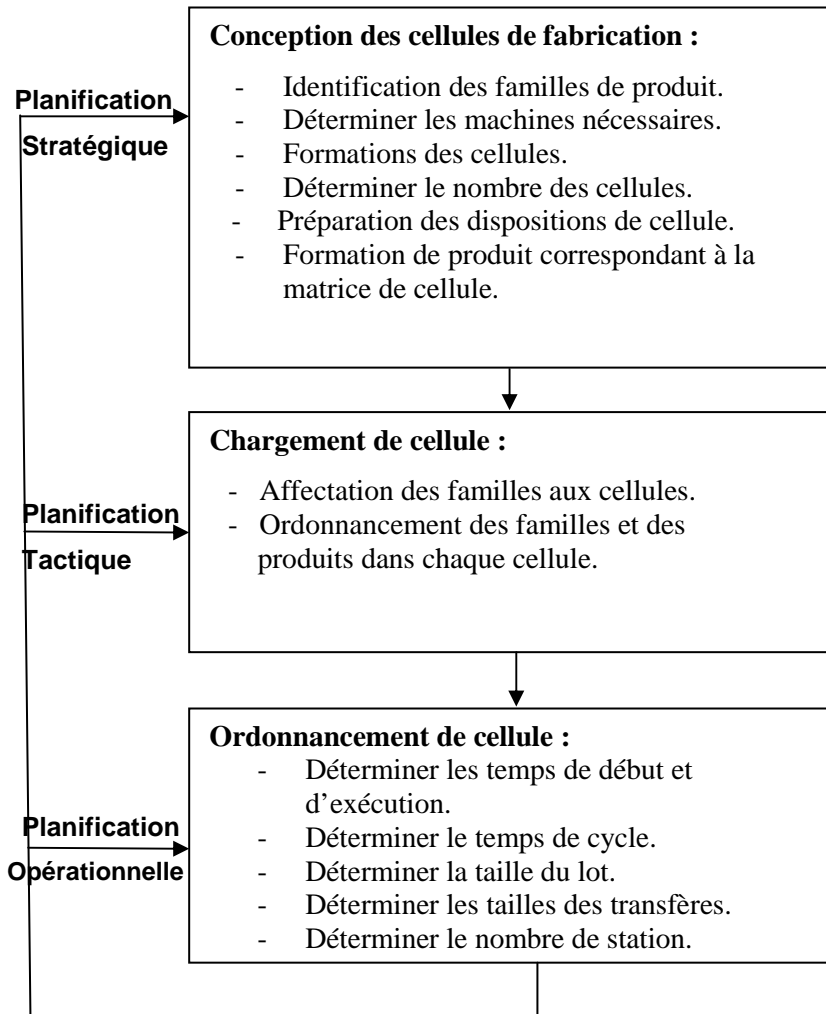 Conception des cellules de fabrication :
Planification
Stratégique
- Identification des familles de produit.
- Déterminer les machines nécessaires.
- Formations des cellules.
- Déterminer le nombre des cellules.
- Préparation des dispositions de cellule.
- Formation de produit correspondant à la
matrice de cellule.
Chargement de cellule :
Planification
Tactique
- Affectation des familles aux cellules.
- Ordonnancement des familles et des
produits dans chaque cellule.
Ordonnancement de cellule :
Planification
Opérationnelle
- Déterminer les temps de début et
d’exécution.
- Déterminer le temps de cycle.
- Déterminer la taille du lot.
- Déterminer les tailles des transfères.
- Déterminer le nombre de station.